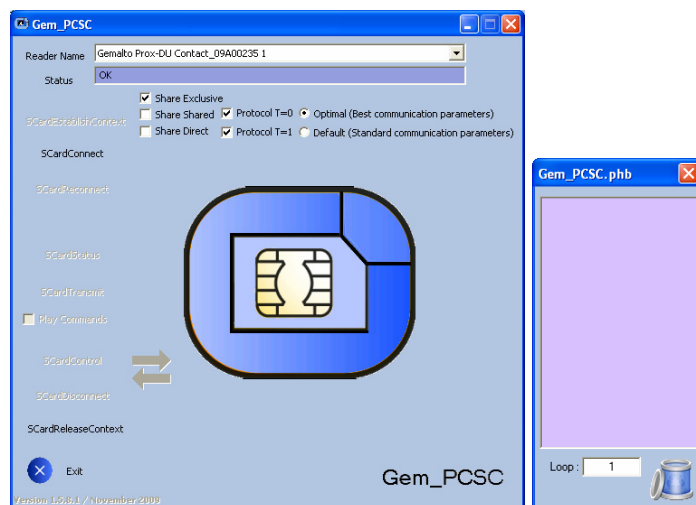 Gem_PCSC
Reader Name Gemalto Prox-DU Contact_09A00235 1
Status OK
Share Exclusive
SCardEstablishContext Share Shared Protocol T=0 Optimal (Best communication parameters)
Share Direct Protocol T=1 Default (Standard communication parameters)
SCardConnect
SCardReconnect
SCardStatus
SCardTransmit
Play Commands
SCardControl
SCardDisconnect
SCardReleaseContext
Exit
Gem_PCSC
Version 1.5.8.1 / November 2009
Gem_PCSC.phb
Loop : 1